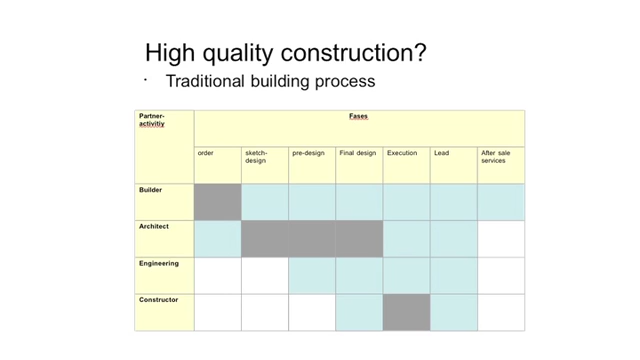 High quality construction?
· Traditional building process
Partner-
activitiy
Fases
order
sketch-
design
pre-design
Final design
Execution
Lead
After sale
services
Builder
Architect
Engineering
Constructor